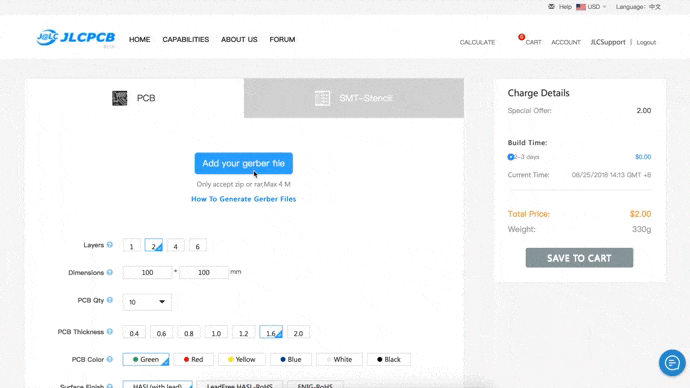 Help USD Language: 中文
J@LC JLCPCB
HOME CAPABILITIES ABOUT US FORUM
CALCULATE 0 CART ACCOUNT JLCSupport | Logout
PCB
SMT-Stencil
Add your gerber file
Only accept zip or rar,Max 4 M
How To Generate Gerber Files
Layers 1 2 4 6
Dimensions 100 * 100 mm
PCB Qty 10
PCB Thickness 0.4 0.6 0.8 1.0 1.2 1.6 2.0
PCB Color Green Red Yellow Blue White Black
Surface Finish HASL(with lead) LeadFree HASL-RoHS ENIG-RoHS
Charge Details
Special Offer: 2.00
Build Time:
2-3 days $0.00
Current Time: 08/25/2018 14:13 GMT +8
Total Price: $2.00
Weight: 330g
SAVE TO CART